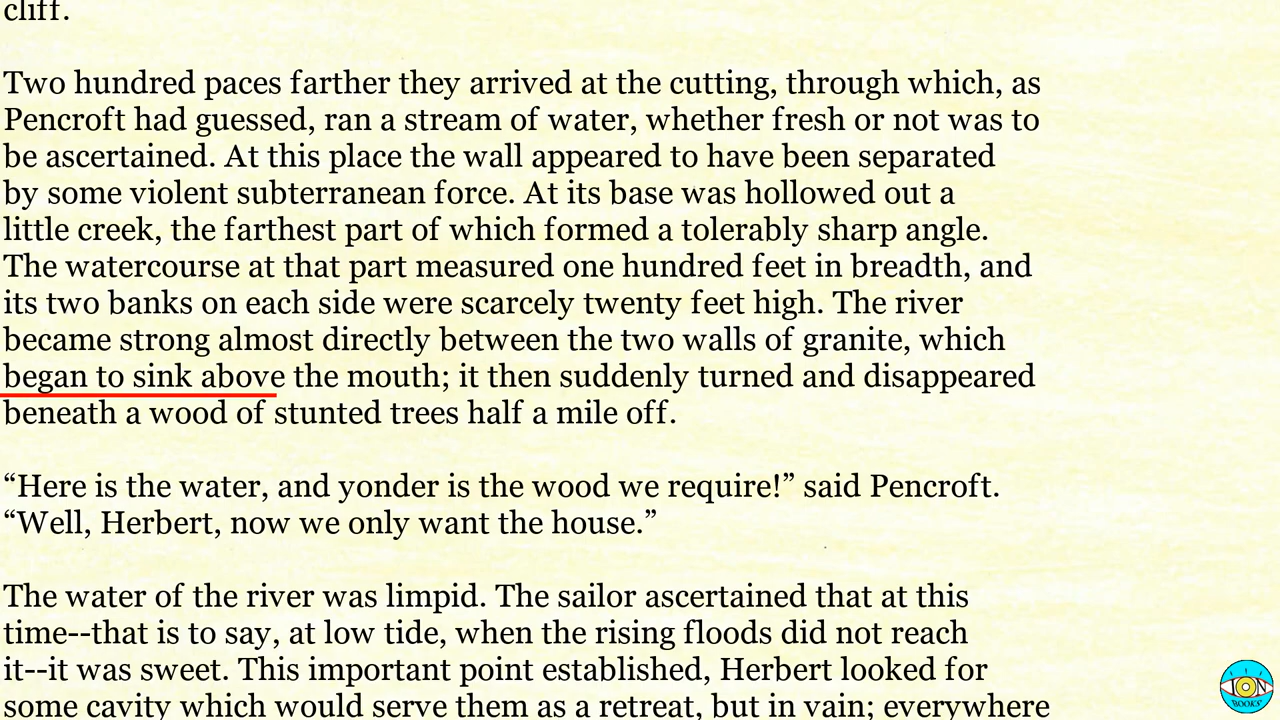 cliff.
Two hundred paces farther they arrived at the cutting, through which, as
Pencroft had guessed, ran a stream of water, whether fresh or not was to
be ascertained. At this place the wall appeared to have been separated
by some violent subterranean force. At its base was hollowed out a
little creek, the farthest part of which formed a tolerably sharp angle.
The watercourse at that part measured one hundred feet in breadth, and
its two banks on each side were scarcely twenty feet high. The river
became strong almost directly between the two walls of granite, which
began to sink above the mouth; it then suddenly turned and disappeared
beneath a wood of stunted trees half a mile off.
“Here is the water, and yonder is the wood we require!” said Pencroft.
“Well, Herbert, now we only want the house.”
The water of the river was limpid. The sailor ascertained that at this
time--that is to say, at low tide, when the rising floods did not reach
it--it was sweet. This important point established, Herbert looked for
some cavity which would serve them as a retreat, but in vain; everywhere
ION
BOOKS